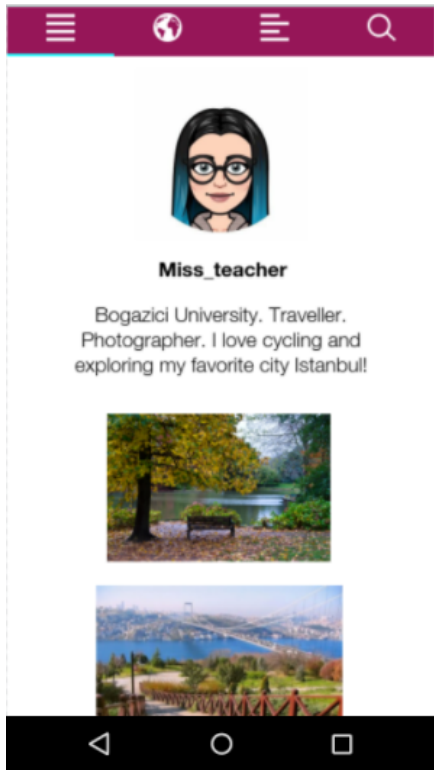 Miss_teacher
Bogazici University. Traveller.
Photographer. I love cycling and
exploring my favorite city Istanbul!